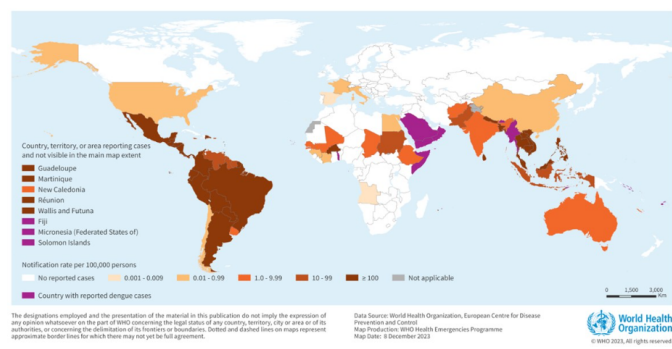 Country, territory, or area reporting cases
and not visible in the main map extent
Guadeloupe
Martinique
New Caledonia
Réunion
Wallis and Futuna
Fiji
Micronesia (Federated States of)
Solomon Islands
Notification rate per 100,000 persons
No reported cases
0.001 - 0.009
0.01 - 0.99
1.0 - 9.99
10 - 99
≥ 100
Not applicable
Country with reported dengue cases
0 1,500 3,000
Km
The designations employed and the presentation of the material in this publication do not imply the expression of
any opinion whatsoever on the part of WHO concerning the legal status of any country, territory, city or area or of its
authorities, or concerning the delimitation of its frontiers or boundaries. Dotted and dashed lines on maps represent
approximate border lines for which there may not yet be full agreement.
Data Source: World Health Organization, European Centre for Disease
Prevention and Control
Map Production: WHO Health Emergencies Programme
Map Date: 8 December 2023
World Health
Organization
© WHO 2023, All rights reserved.